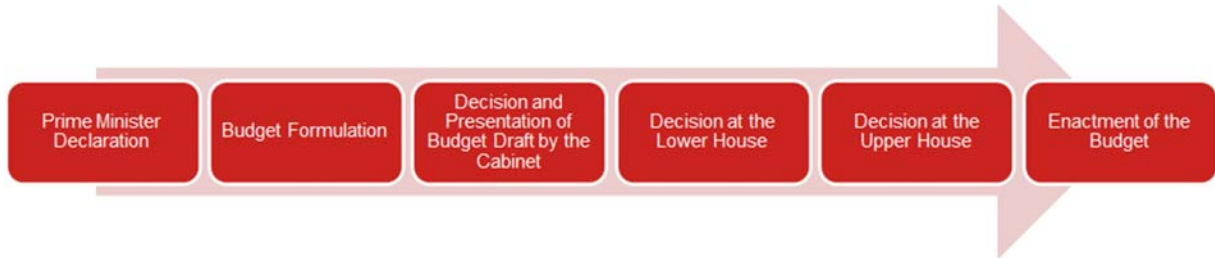 Prime Minister
Declaration
Budget Formulation
Decision and
Presentation of
Budget Draft by the
Cabinet
Decision at the
Lower House
Decision at the
Upper House
Enactment of the
Budget